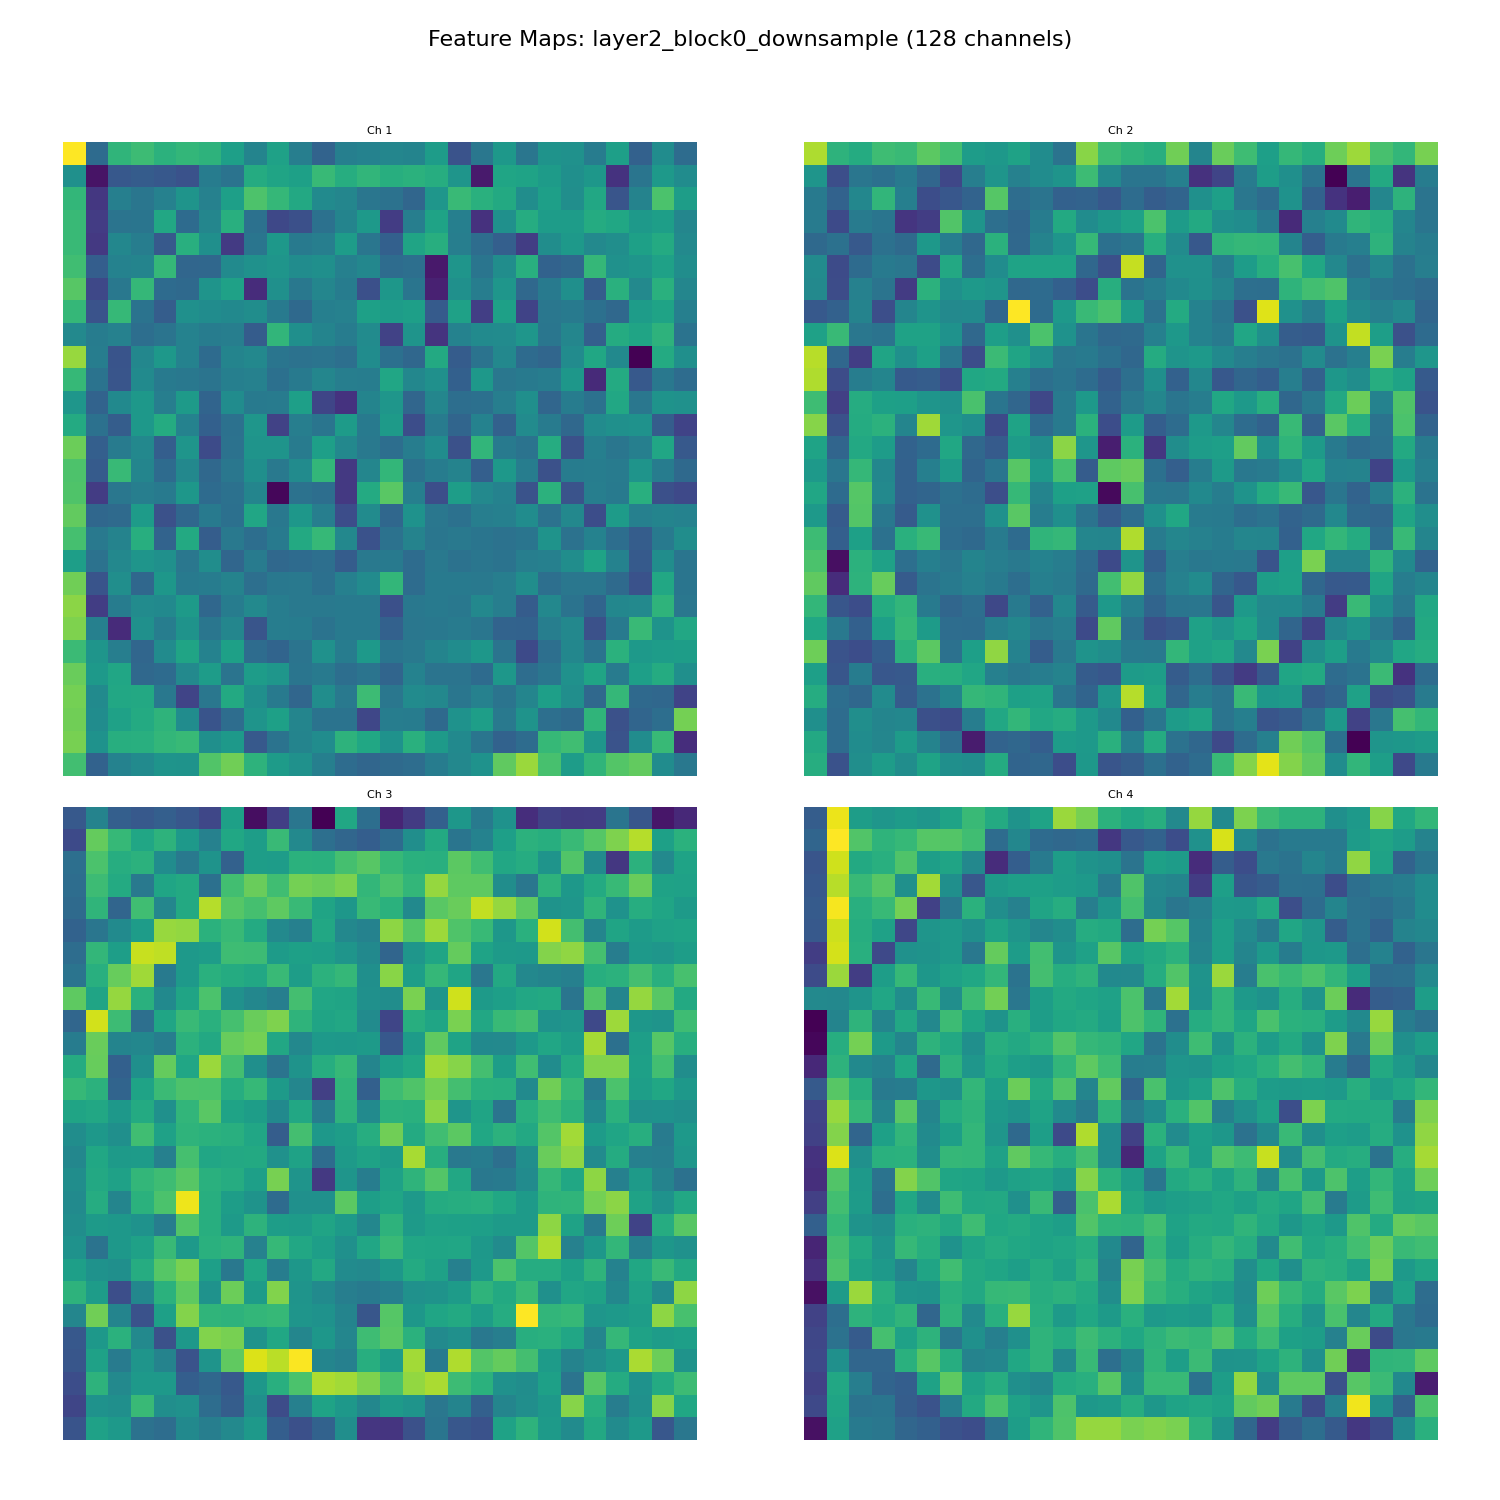 Feature Maps: layer2_block0_downsample (128 channels)
Ch 1
Ch 2
Ch 3
Ch 4